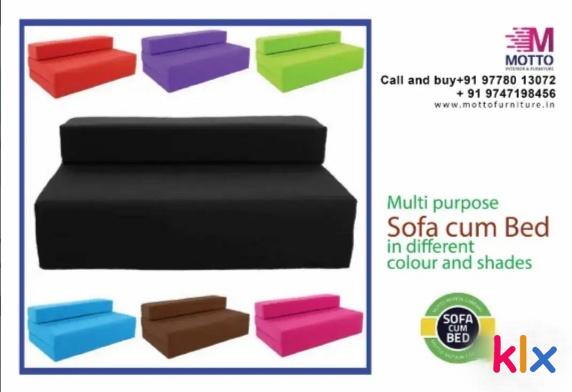 MOTTO
INTERIOR & FURNITURE
Call and buy+91 97780 13072
+ 91 9747198456
www.mottofurniture.in
Multi purpose
Sofa cum Bed
in different
colour and shades
SOFA
CUM
BED
klx